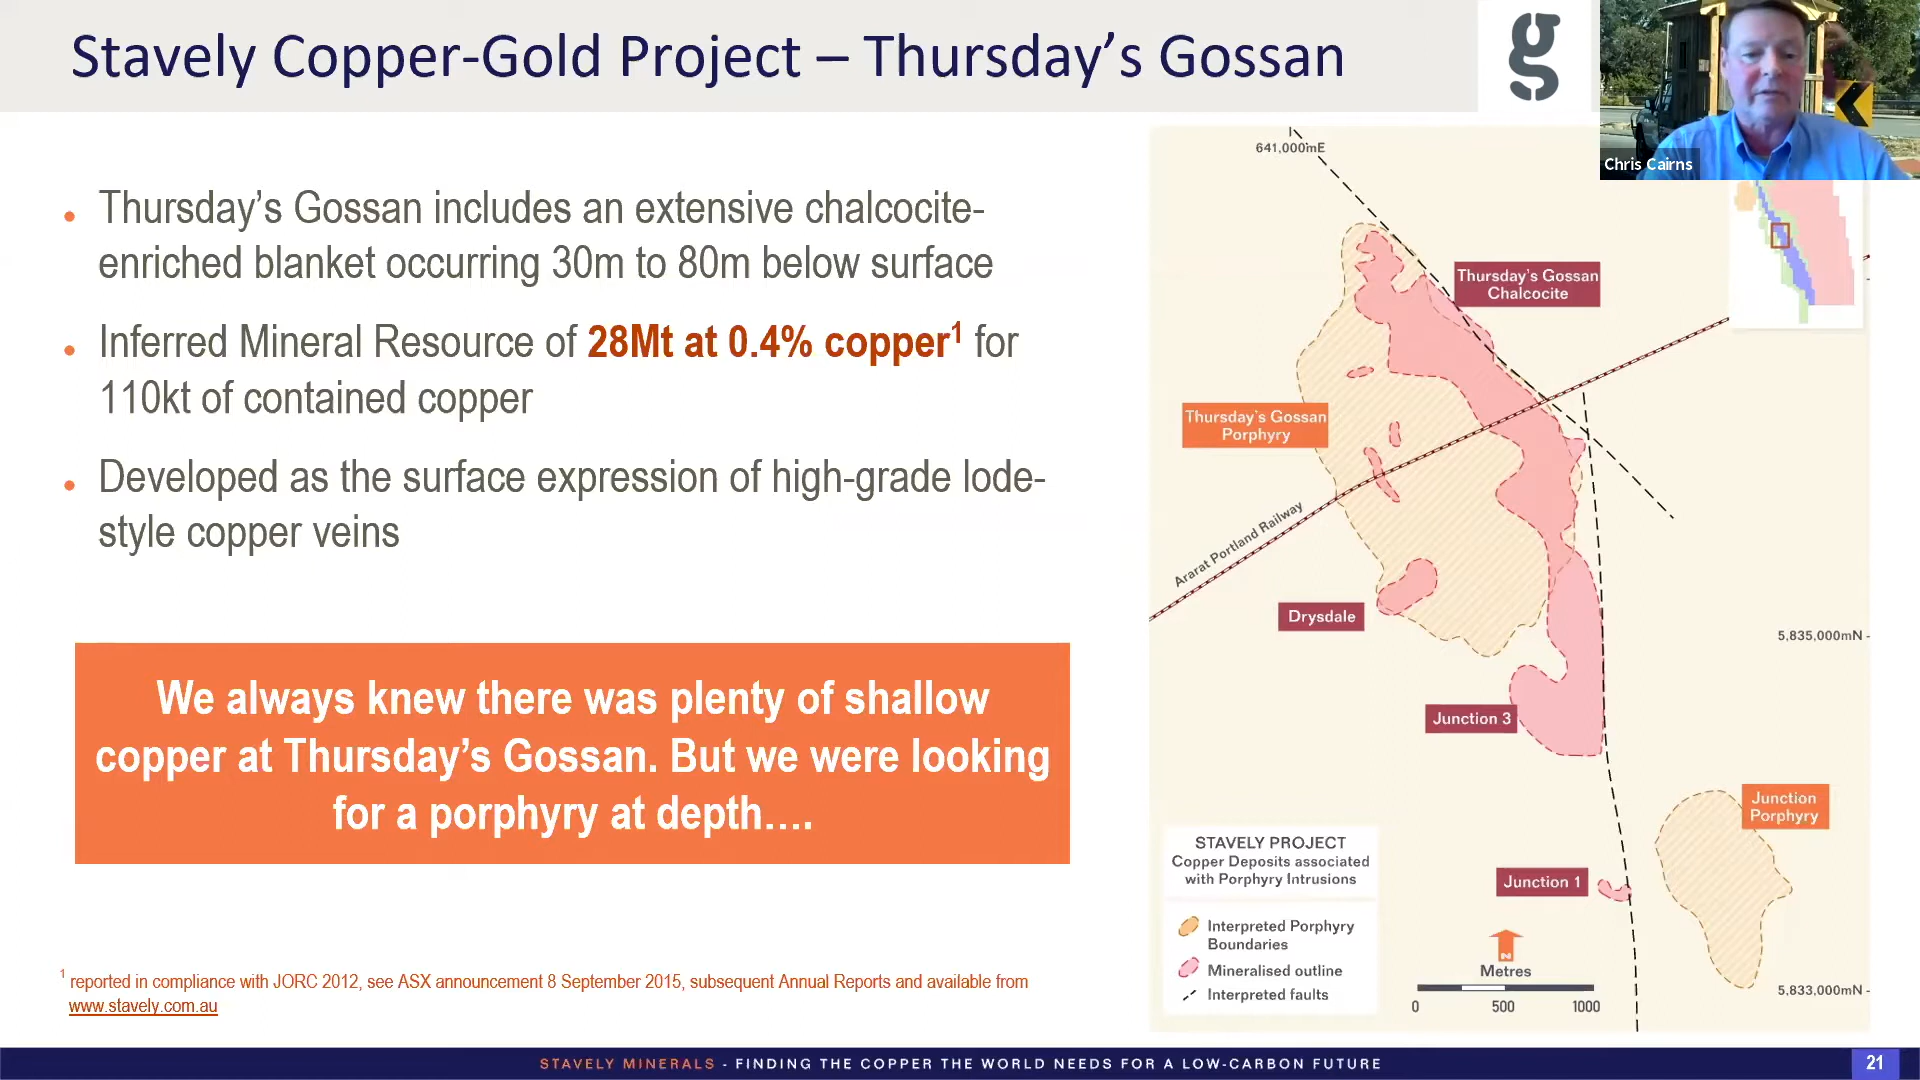 Stavely Copper-Gold Project – Thursday’s Gossan
g
Chris Cairns
• Thursday’s Gossan includes an extensive chalcocite-
enriched blanket occurring 30m to 80m below surface
• Inferred Mineral Resource of 28Mt at 0.4% copper1 for
110kt of contained copper
• Developed as the surface expression of high-grade lode-
style copper veins
We always knew there was plenty of shallow
copper at Thursday’s Gossan. But we were looking
for a porphyry at depth….
1 reported in compliance with JORC 2012, see ASX announcement 8 September 2015, subsequent Annual Reports and available from
www.stavely.com.au
641,000mE
Thursday’s Gossan
Chalcocite
Thursday’s Gossan
Porphyry
Ararat Portland Railway
Drysdale
5,835,000mN
Junction 3
Junction
Porphyry
STAVELY PROJECT
Copper Deposits associated
with Porphyry Intrusions
Junction 1
Interpreted Porphyry
Boundaries
Mineralised outline
Interpreted faults
N
Metres
0 500 1000
5,833,000mN
STAVELY MINERALS - FINDING THE COPPER THE WORLD NEEDS FOR A LOW-CARBON FUTURE
21